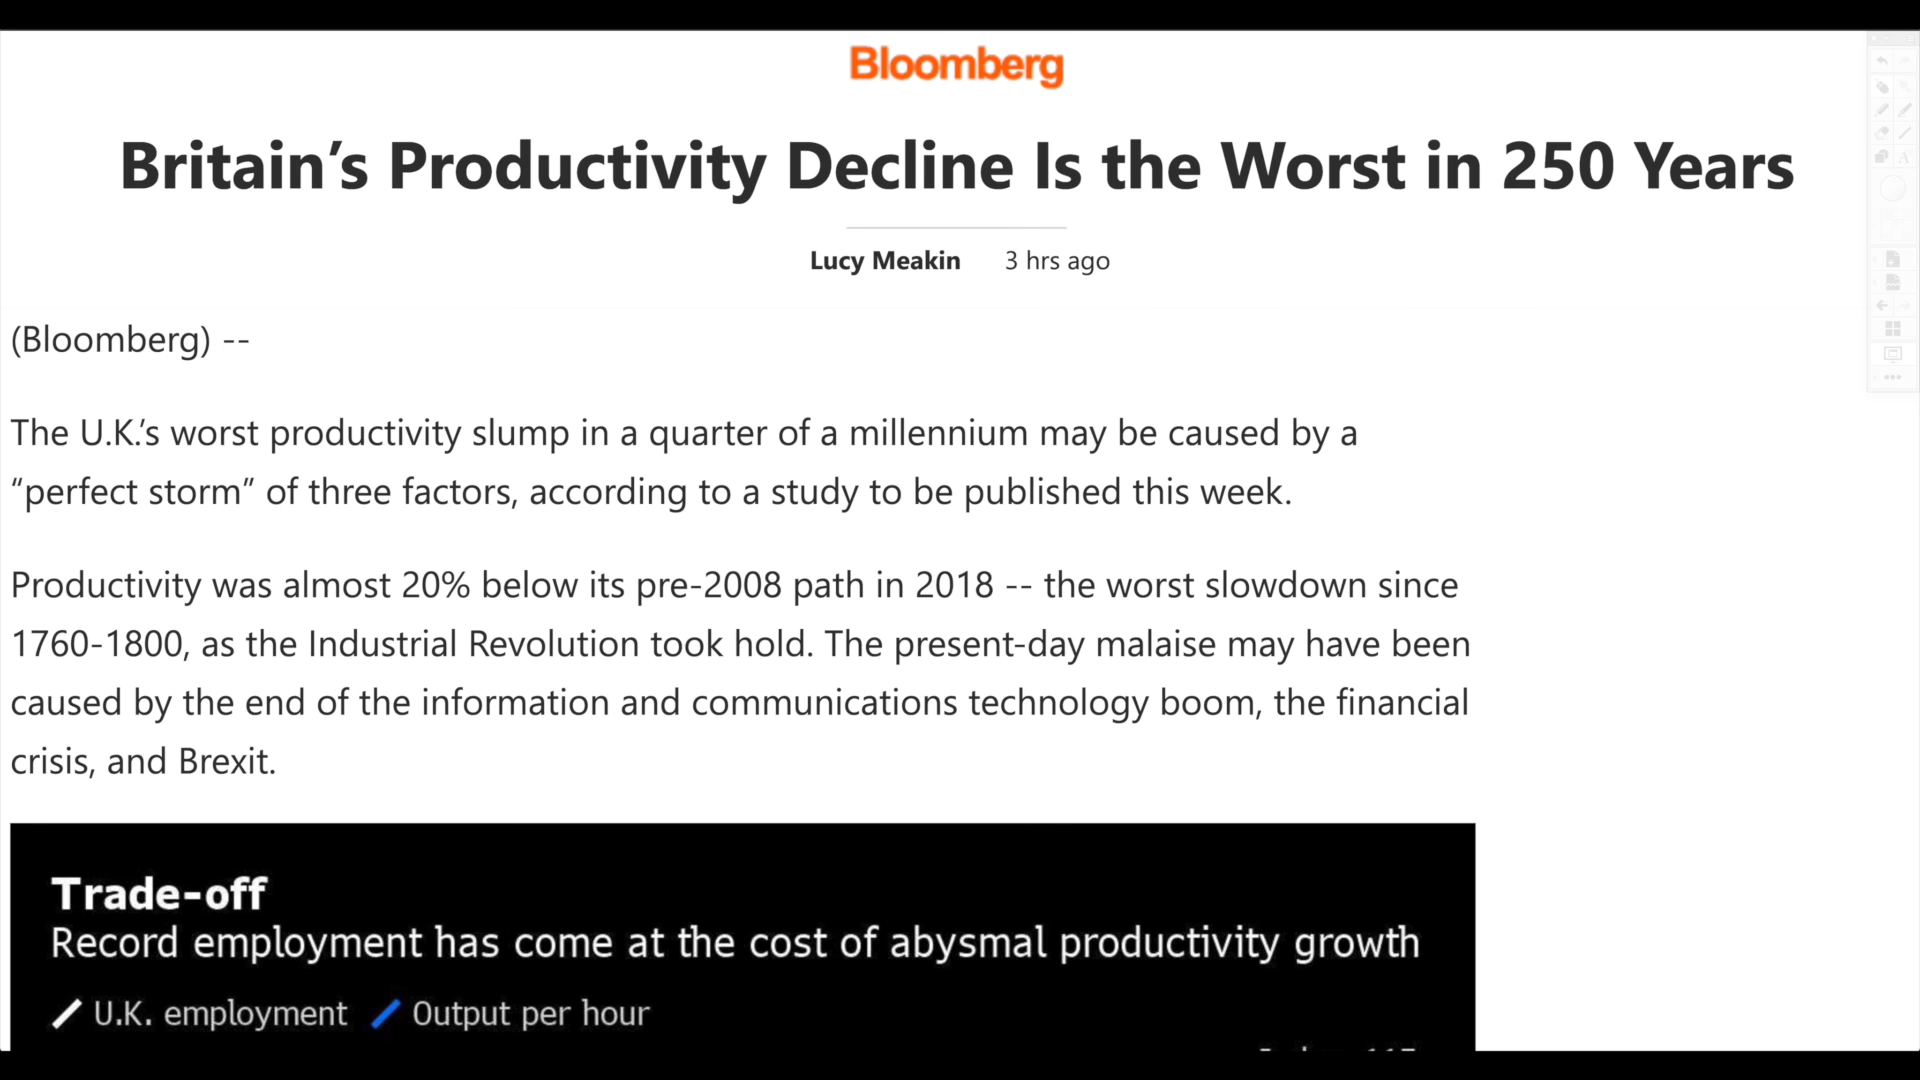 Bloomberg
Britain’s Productivity Decline Is the Worst in 250 Years
Lucy Meakin 3 hrs ago
(Bloomberg) --
The U.K.’s worst productivity slump in a quarter of a millennium may be caused by a
“perfect storm” of three factors, according to a study to be published this week.
Productivity was almost 20% below its pre-2008 path in 2018 -- the worst slowdown since
1760-1800, as the Industrial Revolution took hold. The present-day malaise may have been
caused by the end of the information and communications technology boom, the financial
crisis, and Brexit.
Trade-off
Record employment has come at the cost of abysmal productivity growth
U.K. employment Output per hour